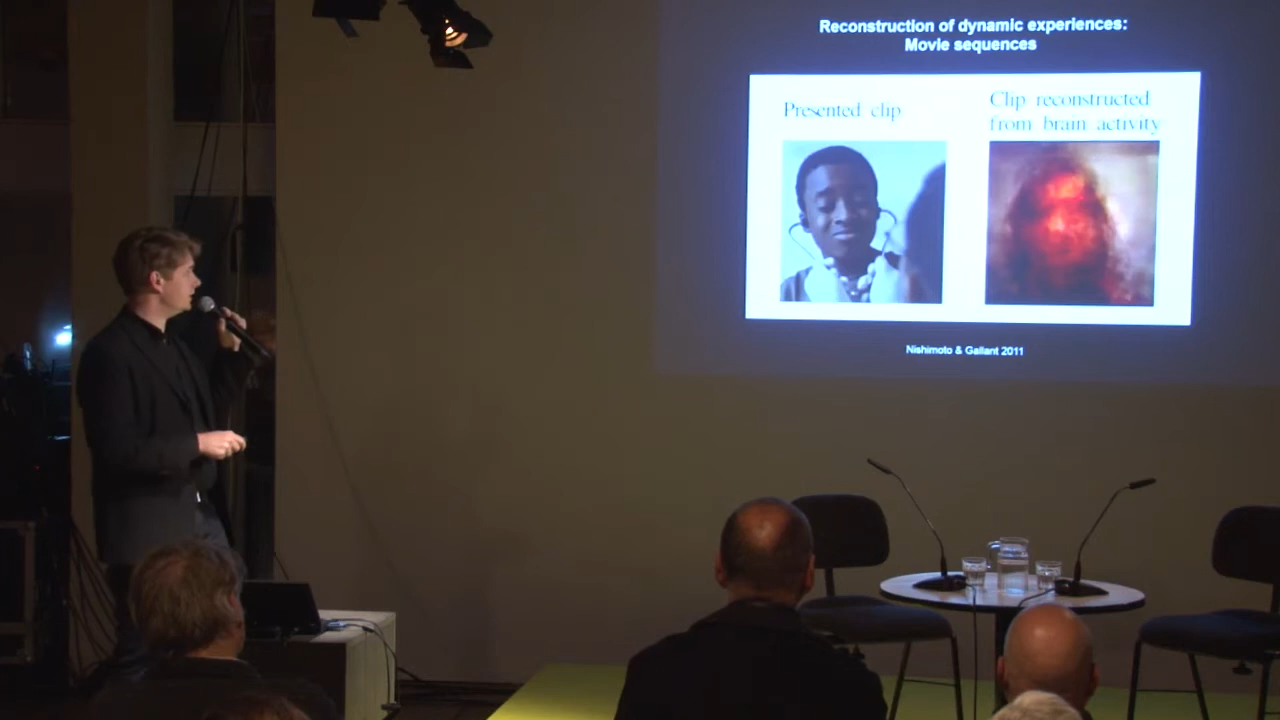 Reconstruction of dynamic experiences:
Movie sequences
Presented clip
Clip reconstructed
from brain activity
Nishimoto & Gallant 2011